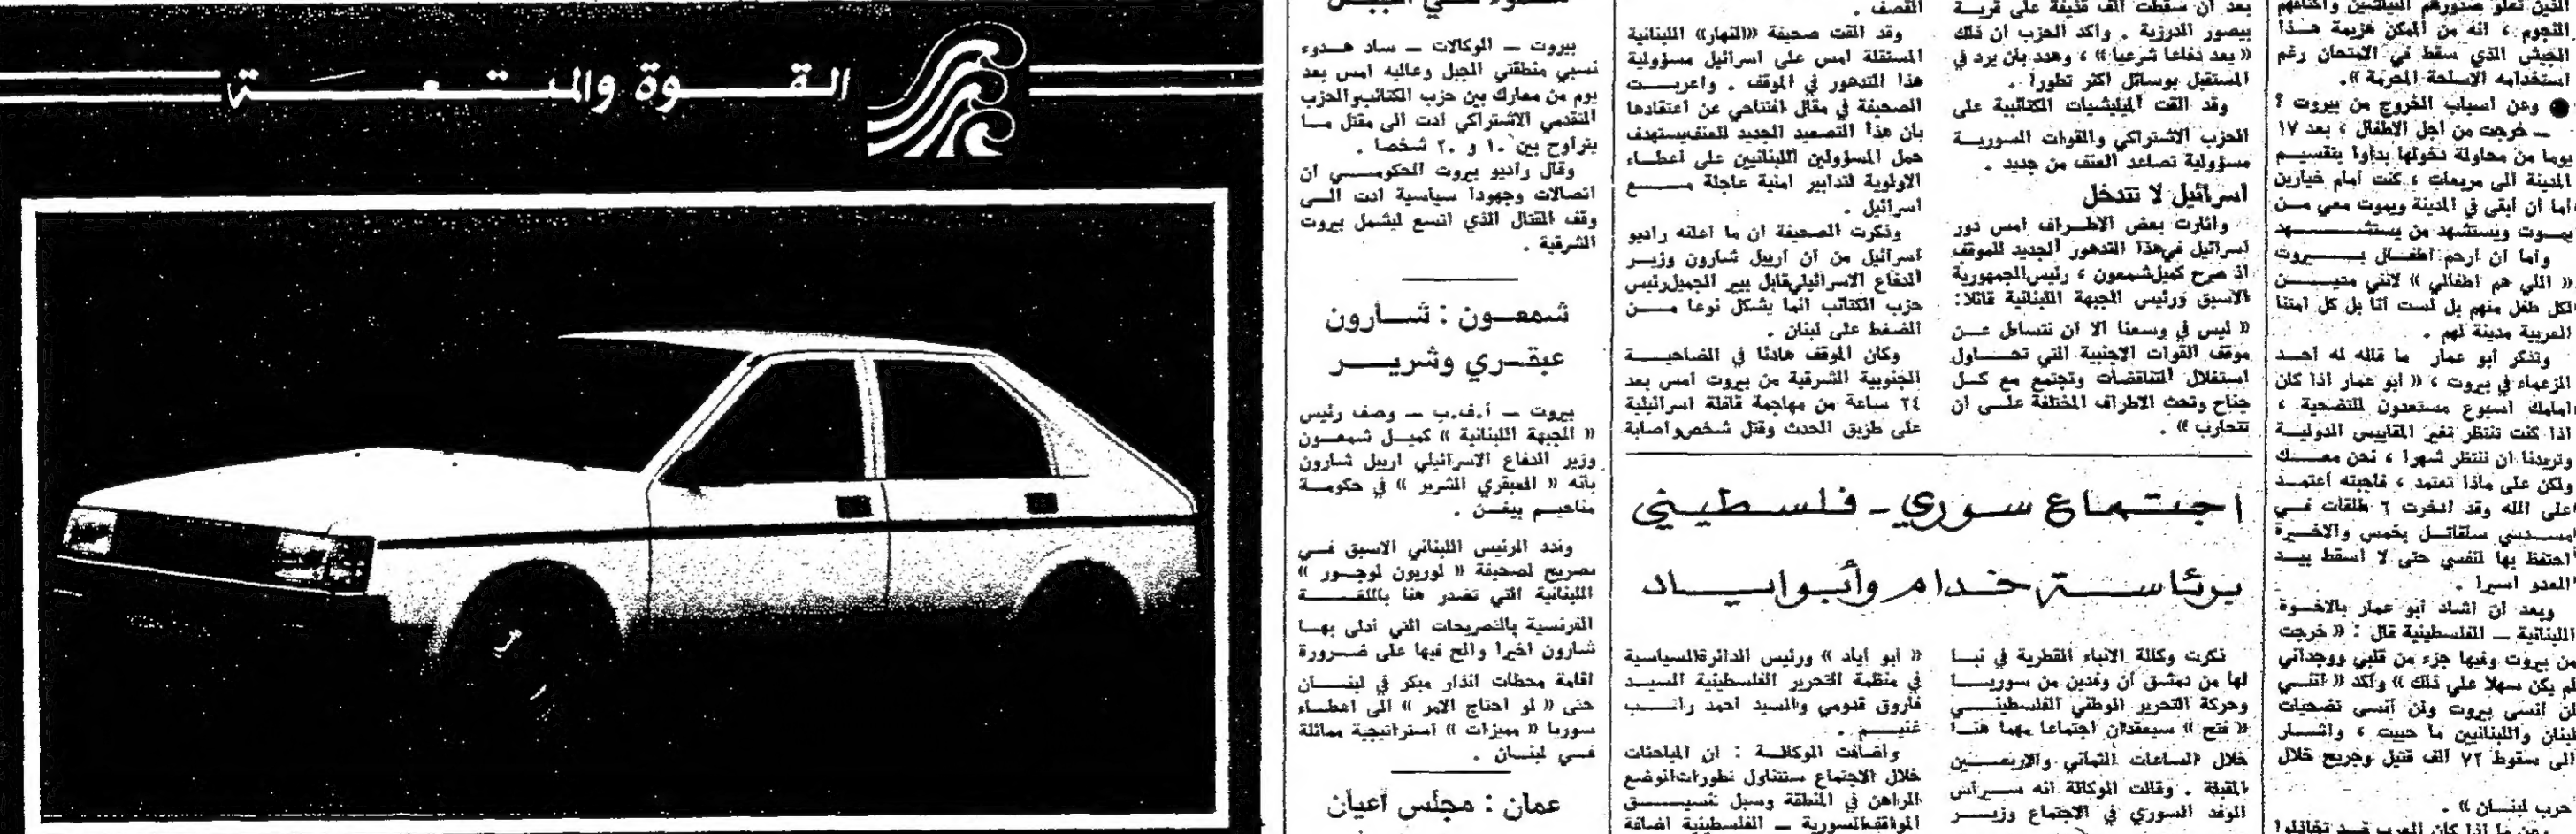 القوة والمتعة
النجوم ، انه من الممكن هزيمة هذا
الجيش الذي سقط في الامتحان رغم
استخدامه الاسلحة المحرمة » .
● وعن اسباب الخروج من بيروت ؟
ــ خرجت من اجل الاطفال ، بعد ١٧
يوما من محاولة دخولها بداوا بتقسيم
المدينة الى مربعات ، كنت امام خيارين
اما ان ابقى في المدينة ويموت معي من
يموت ويستشهد من يستشهد
واما ان ارحم اطفال بيروت
« اللي هم اطفالي » لانني متبن
لكل طفل منهم بل لست انا بل كل امتنا
العربية مدينة لهم .
وتذكر ابو عمار ما قاله له احد
الزعماء في بيروت ، « ابو عمار اذا كان
امامك اسبوع مستعدون للتضحية ،
اذا كنت تنتظر تغير المقاييس الدولية
وتريدنا ان ننتظر شهرا ، نحن معك
ولكن على ماذا تعتمد ، فاجبته اعتمد
على الله وقد ادخرت ٦ طلقات في
مسدسي سأقاتل بخمس والاخيرة
احتفظ بها لنفسي حتى لا اسقط بيد
العدو اسيرا .
وبعد ان اشاد ابو عمار بالاخوة
اللبنانية ــ الفلسطينية قال : « خرجت
من بيروت وفيها جزء من قلبي ووجداني
لم يكن سهلا علي ذلك » واكد « انني
لن أنسى بيروت ولن أنسى تضحيات
لبنان واللبنانيين ما حييت ، واشار
الى سقوط ٧٢ الف قتيل وجريح خلال
حرب لبنان » .
بعد ان سقطت الف قذيفة على قرية
بيصور الدرزية . واكد الحزب ان ذلك
« يعد دفاعا شرعيا » ، وهدد بان يرد في
المستقبل بوسائل اكثر تطورا .
وقد القت الميليشيات الكتائبية على
الحزب الاشتراكي والقوات السورية
مسؤولية تصاعد العنف من جديد .
اسرائيل لا تتدخل
واثارت بعض الاطراف امس دور
اسرائيل في هذا التدهور الجديد للموقف
اذ صرح كميل شمعون ، رئيس الجمهورية
الاسبق ورئيس الجبهة اللبنانية قائلا :
« ليس في وسعنا الا ان نتساءل عن
موقف القوات الاجنبية التي تحاول
استغلال التناقضات وتجتمع مع كل
جناح وتحث الاطراف المختلفة على ان
تتحارب » .
القصف .
وقد القت صحيفة «النهار» اللبنانية
المستقلة امس على اسرائيل مسؤولية
هذا التدهور في الموقف . واعربت
الصحيفة في مقال افتتاحي عن اعتقادها
بان هذا التصعيد الجديد للعنف يستهدف
حمل المسؤولين اللبنانيين على اعطاء
الاولوية لتدابير امنية عاجلة مع
اسرائيل .
وذكرت الصحيفة ان ما اعلنه راديو
اسرائيل من ان ارييل شارون وزير
الدفاع الاسرائيلي قابل بيير الجميل رئيس
حزب الكتائب انما يشكل نوعا من
الضغط على لبنان .
وكان الموقف هادئا في الضاحية
الجنوبية الشرقية من بيروت امس بعد
٢٤ ساعة من مهاجمة قافلة اسرائيلية
على طريق الحدث وقتل شخص واصابة
اجتماع سوري - فلسطيني
برئاسة خدام وأبو اياد
ذكرت وكالة الانباء القطرية في نبا
لها من دمشق ان وفدين من سوريا
وحركة التحرير الوطني الفلسطيني
« فتح » سيعقدان اجتماعا مهما هنا
خلال الساعات الثماني والاربعين
المقبلة . وقالت الوكالة انه سيراس
الوفد السوري في الاجتماع وزير
« ابو اياد » ورئيس الدائرة السياسية
في منظمة التحرير الفلسطينية السيد
فاروق قدومي والسيد احمد راتب
غنيم .
واضافت الوكالة : ان المباحثات
خلال الاجتماع ستتناول تطورات الوضع
الراهن في المنطقة وسبل تنسيق
المواقف السورية ــ الفلسطينية اضافة
بيروت ــ الوكالات ــ ساد هدوء
نسبي منطقتي الجبل وعاليه امس بعد
يوم من معارك بين حزب الكتائب والحزب
التقدمي الاشتراكي ادت الى مقتل ما
يتراوح بين ١٠ و ٢٠ شخصا .
وقال راديو بيروت الحكومي ان
اتصالات وجهودا سياسية ادت الى
وقف القتال الذي اتسع ليشمل بيروت
الشرقية .
شمعون : شارون
عبقري وشرير
بيروت ــ أ.ف.ب ــ وصف رئيس
« الجبهة اللبنانية » كميل شمعون
وزير الدفاع الاسرائيلي ارييل شارون
بانه « العبقري الشرير » في حكومة
مناحيم بيغن .
وندد الرئيس اللبناني الاسبق في
تصريح لصحيفة « لوريون لوجور »
اللبنانية التي تصدر هنا باللغة
الفرنسية بالتصريحات التي ادلى بها
شارون اخيرا والح فيها على ضرورة
اقامة محطات انذار مبكر في لبنان
حتى « لو احتاج الامر » الى اعطاء
سوريا « ميزات » استراتيجية مماثلة
في لبنان .
عمان : مجلس اعيان